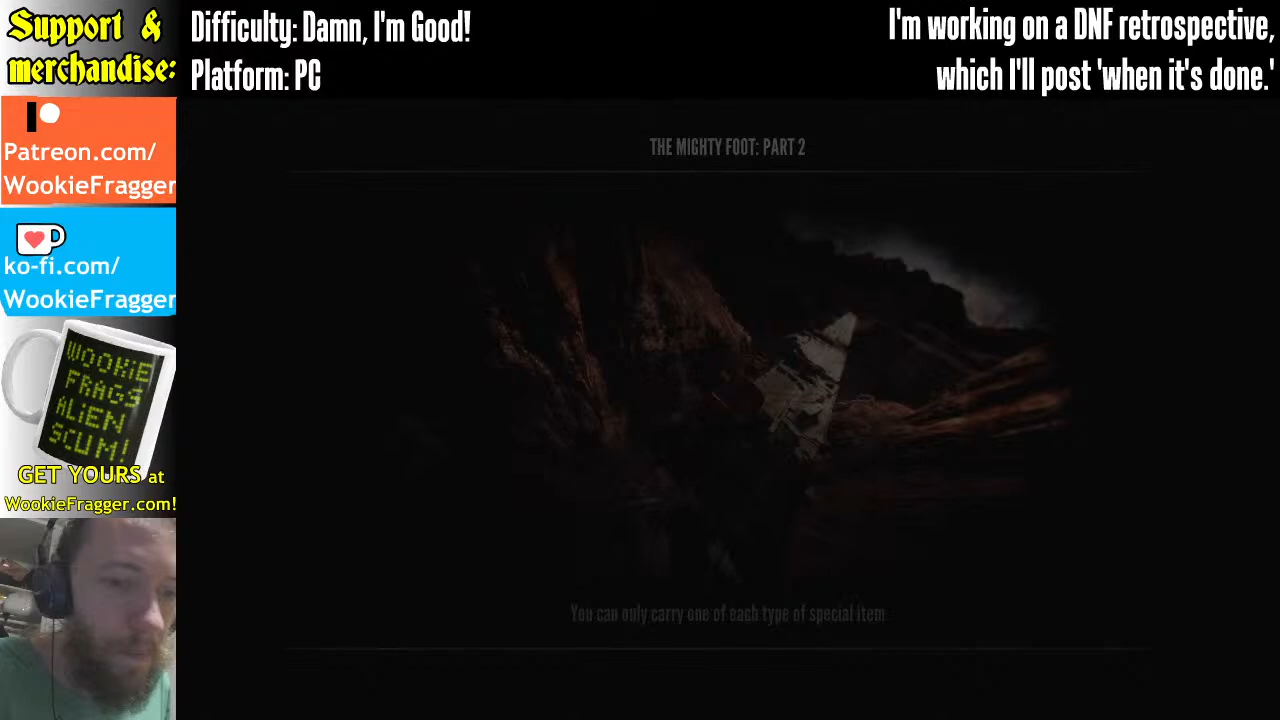 Support &
merchandise:
Patreon.com/
WookieFragger
ko-fi.com/
WookieFragger
WOOKIE
FRAGS
ALIEN
SCUM!
GET YOURS at
WookieFragger.com!
Difficulty: Damn, I'm Good!
Platform: PC
I'm working on a DNF retrospective,
which I'll post 'when it's done.'
THE MIGHTY FOOT: PART 2
You can only carry one of each type of special item.